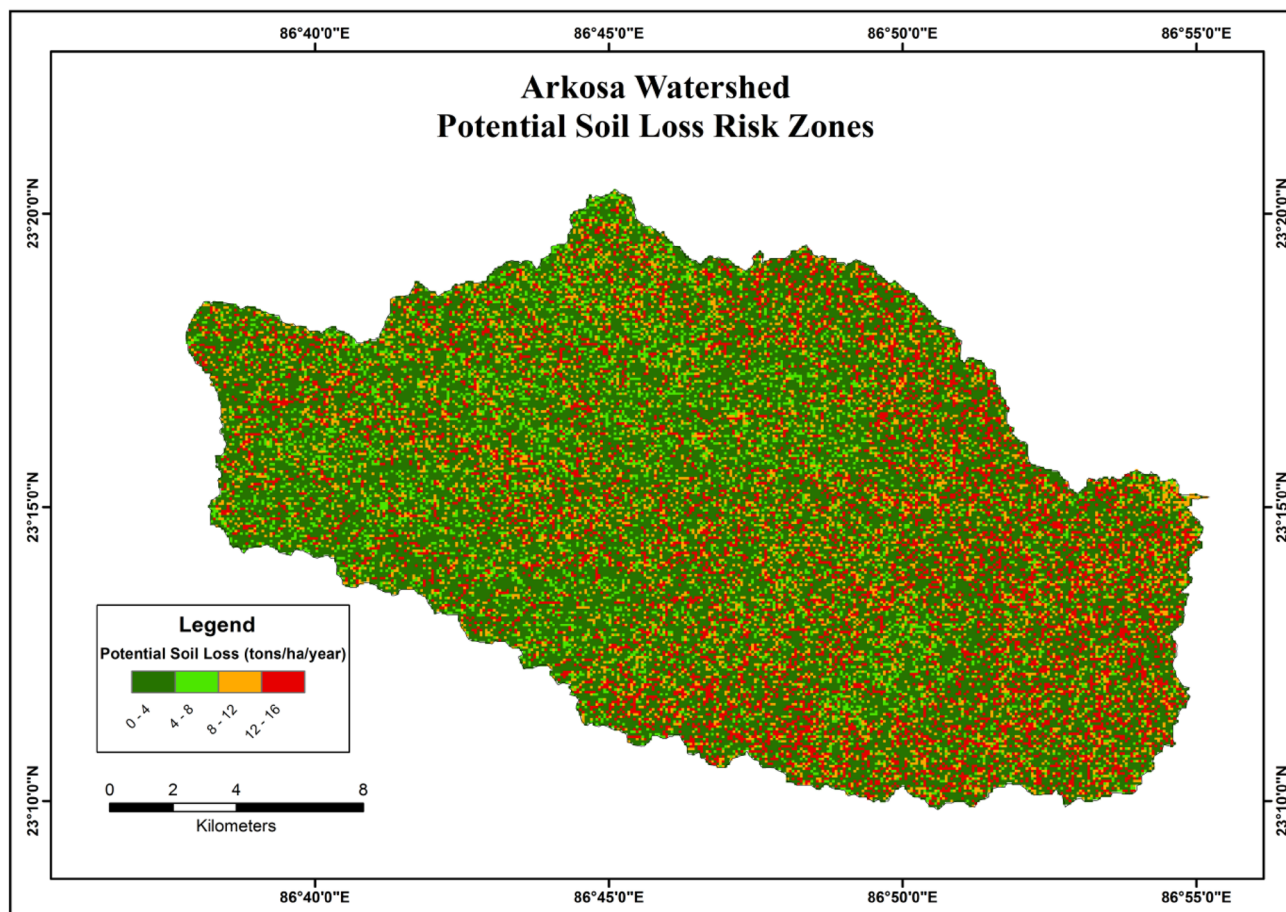 86°40'0"E 86°45'0"E 86°50'0"E 86°55'0"E
Arkosa Watershed
Potential Soil Loss Risk Zones
23°20'0"N 23°20'0"N
23°15'0"N 23°15'0"N
Legend
Potential Soil Loss (tons/ha/year)
0 - 4 4 - 8 8 - 12 12 - 16
0 2 4 8
Kilometers
23°10'0"N 23°10'0"N
86°40'0"E 86°45'0"E 86°50'0"E 86°55'0"E